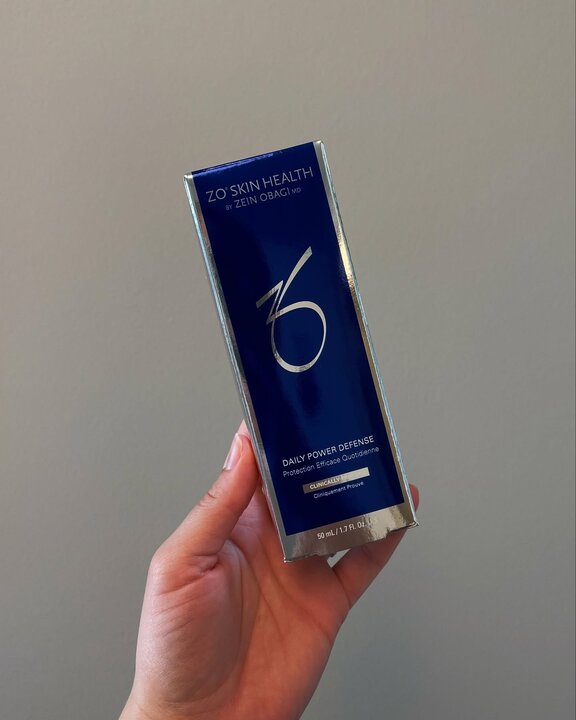 ZO® SKIN HEALTH
BY ZEIN OBAGI MD
DAILY POWER DEFENSE
Protection Efficace Quotidienne
CLINICALLY
Cliniquement Prouvé
50 mL / 1.7 Fl. Oz.